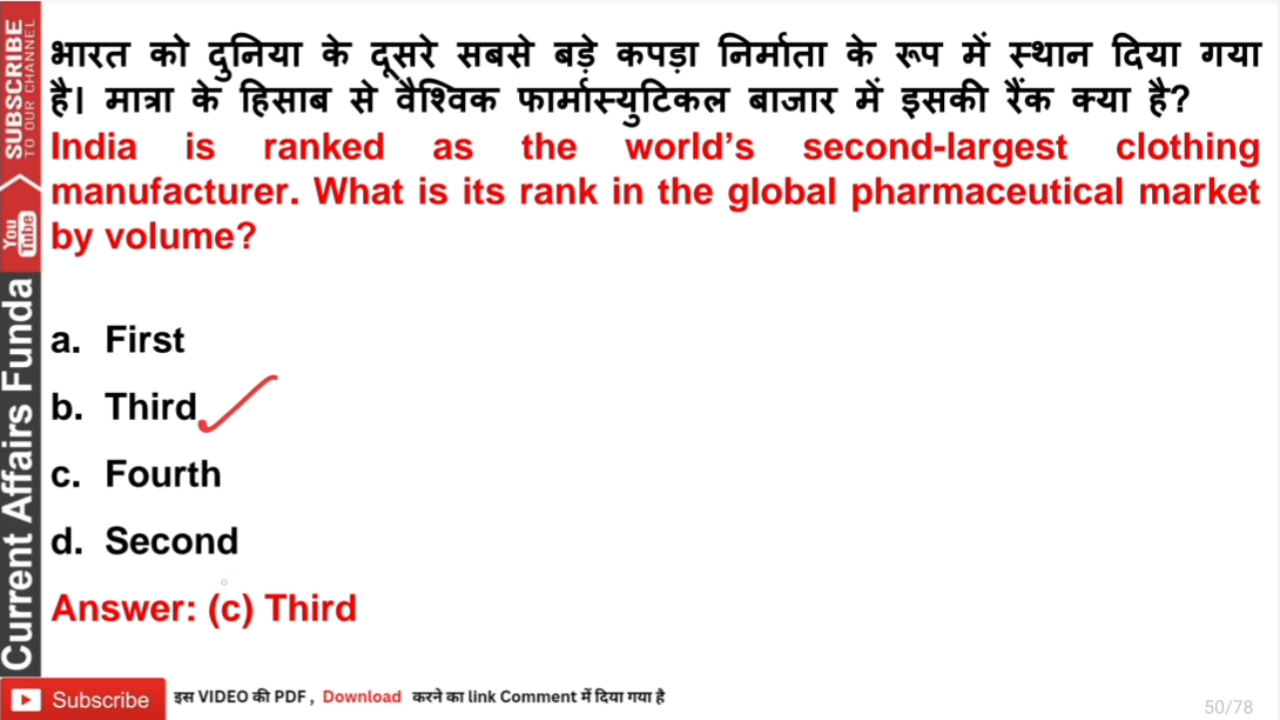 भारत को दुनिया के दूसरे सबसे बड़े कपड़ा निर्माता के रूप में स्थान दिया गया
है। मात्रा के हिसाब से वैश्विक फार्मास्युटिकल बाजार में इसकी रैंक क्या है?
India is ranked as the world’s second-largest clothing
manufacturer. What is its rank in the global pharmaceutical market
by volume?
a. First
b. Third
c. Fourth
d. Second
Answer: (c) Third
SUBSCRIBE
TO OUR CHANNEL
You Tube
Current Affairs Funda
Subscribe
इस VIDEO की PDF , Download करने का link Comment में दिया गया है
50/78